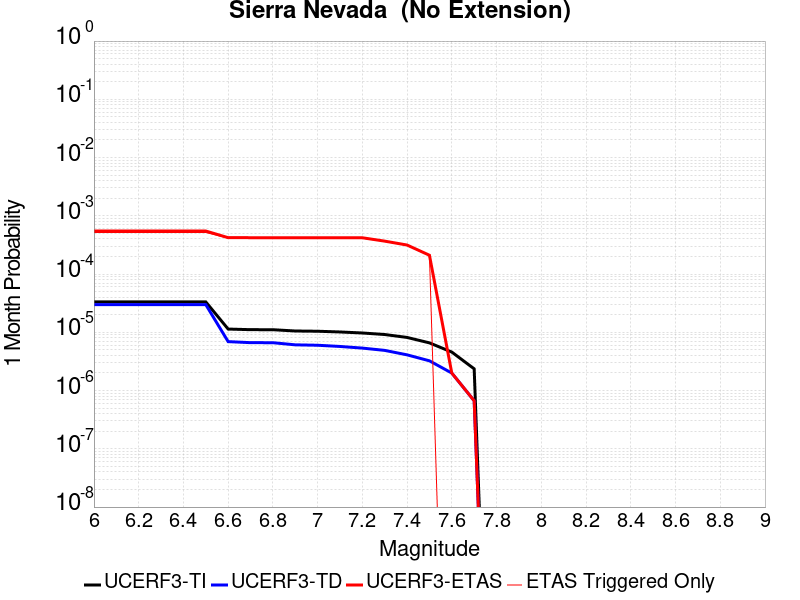 Sierra Nevada  (No Extension)
10^0
10^-1
10^-2
10^-3
10^-4
10^-5
10^-6
10^-7
10^-8
1 Month Probability
6 6.2 6.4 6.6 6.8 7 7.2 7.4 7.6 7.8 8 8.2 8.4 8.6 8.8 9
Magnitude
UCERF3-TI UCERF3-TD UCERF3-ETAS ETAS Triggered Only